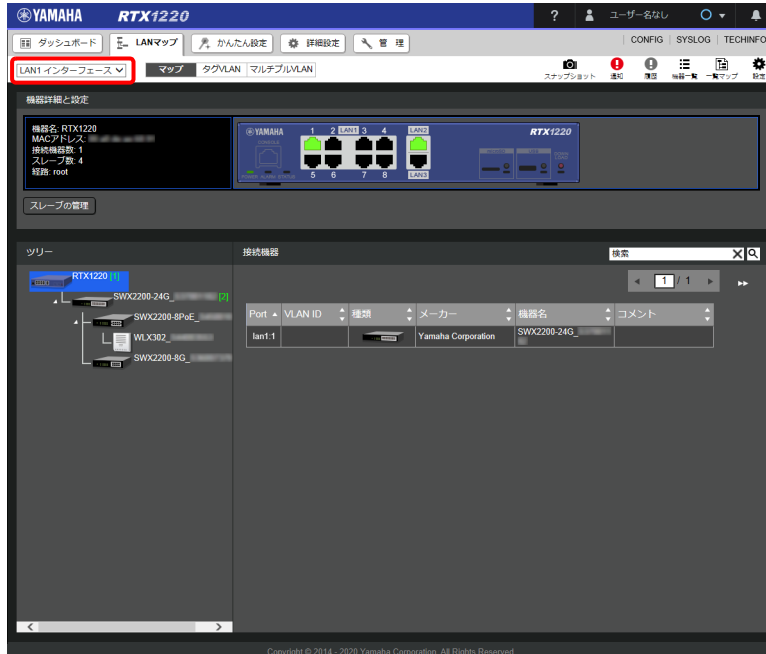 YAMAHA RTX1220 ? ユーザー名なし
ダッシュボード LANマップ かんたん設定 詳細設定 管 理 CONFIG SYSLOG TECHINFO
LAN1 インターフェース マップ タグVLAN マルチプルVLAN スナップショット 通知 履歴 機器一覧 一覧マップ 設定
機器詳細と設定
機器名: RTX1220
MACアドレス:
接続機器数: 1
スレーブ数: 4
経路: root
YAMAHA 1 2 LAN1 3 4 LAN2 RTX1220
CONSOLE
POWER ALARM STATUS 5 6 7 8 LAN3
スレーブの管理
ツリー 接続機器 検索
RTX1220 [1] 1 / 1
SWX2200-24G_ [2]
SWX2200-8PoE_
WLX302_
SWX2200-8G_
Port VLAN ID 種類 メーカー 機器名 コメント
lan1:1 Yamaha Corporation SWX2200-24G_
Copyright © 2014 - 2020 Yamaha Corporation. All Rights Reserved.